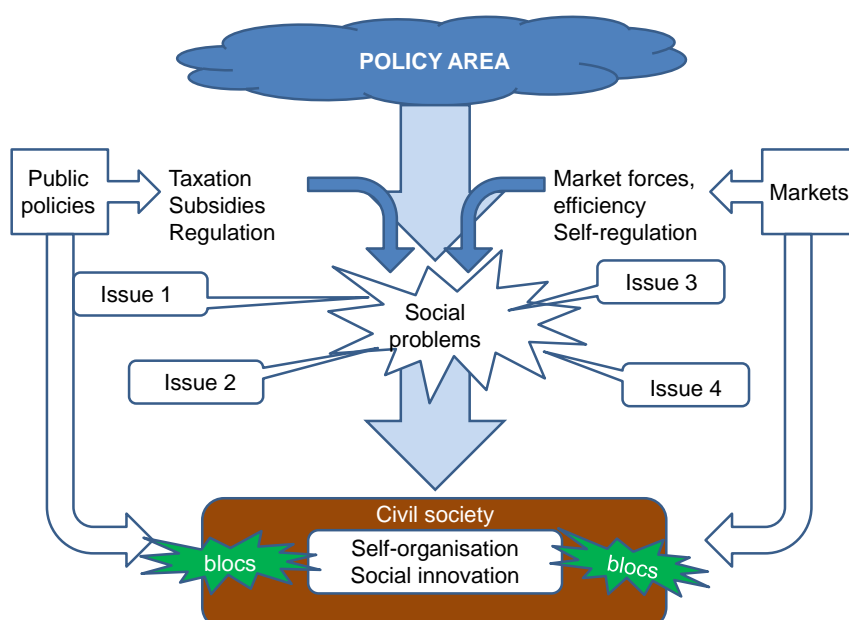 POLICY AREA
Public
policies
Taxation
Subsidies
Regulation
Market forces,
efficiency
Self-regulation
Markets
Issue 1
Issue 3
Social
problems
Issue 2
Issue 4
Civil society
blocs
Self-organisation
Social innovation
blocs